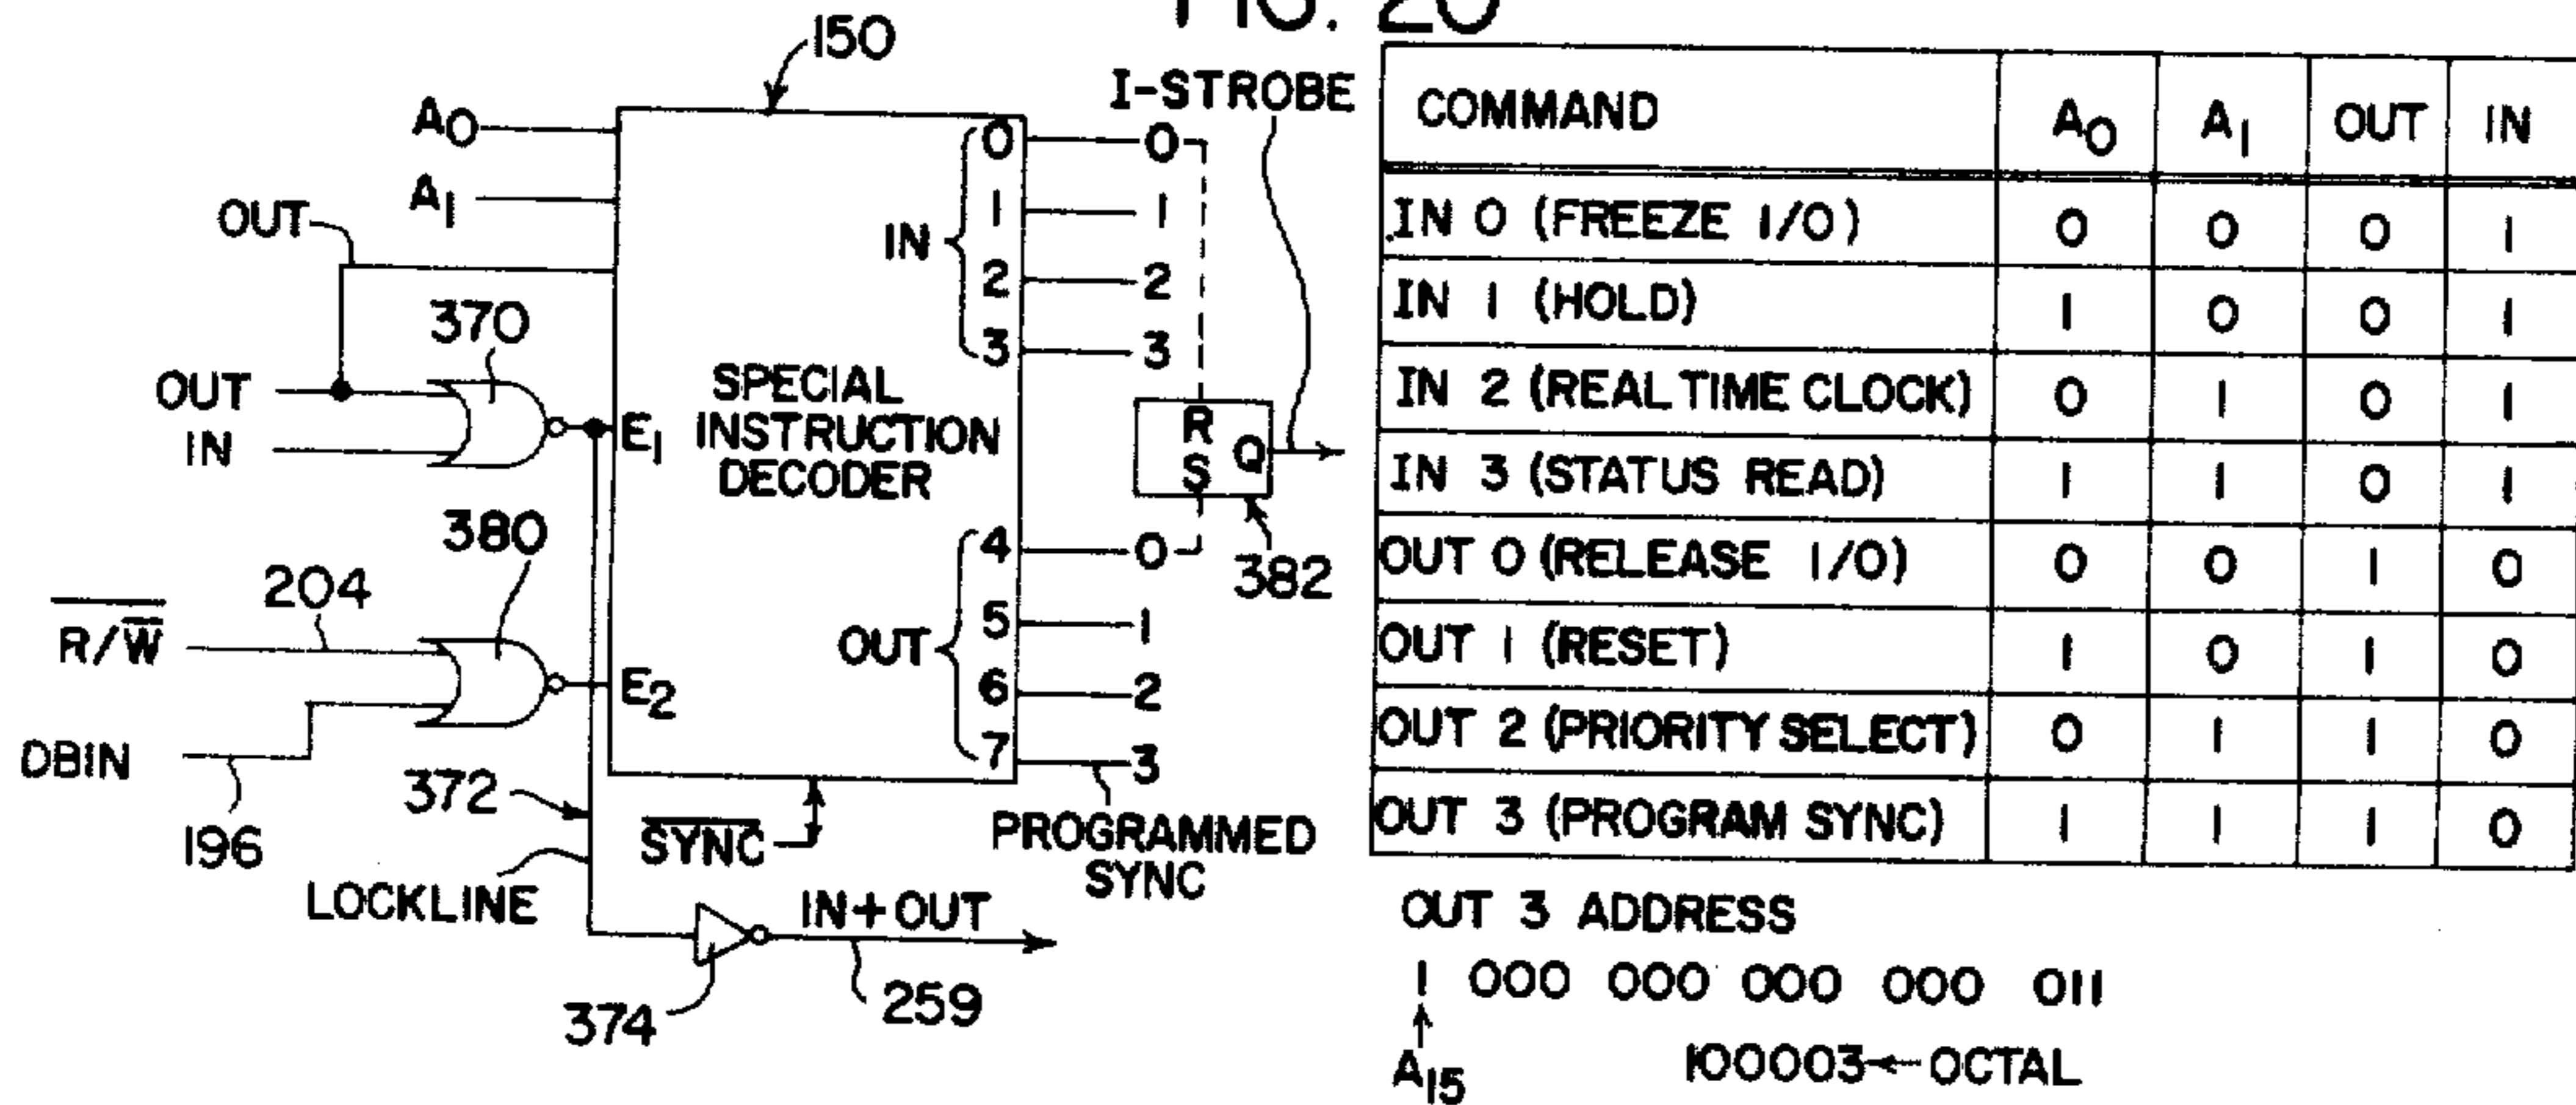 FIG. 20
150
A0
A1
OUT
370
OUT
IN
E1
380
204
R/W
E2
DBIN
196
372
LOCKLINE
SYNC
374
IN+OUT
259
SPECIAL
INSTRUCTION
DECODER
IN
0
1
2
3
OUT
4
5
6
7
0
1
2
3
0
1
2
3
PROGRAMMED
SYNC
I-STROBE
R
S
Q
382
COMMAND A0 A1 OUT IN
IN 0 (FREEZE I/O) 0 0 0 1
IN 1 (HOLD) 1 0 0 1
IN 2 (REAL TIME CLOCK) 0 1 0 1
IN 3 (STATUS READ) 1 1 0 1
OUT 0 (RELEASE I/O) 0 0 1 0
OUT 1 (RESET) 1 0 1 0
OUT 2 (PRIORITY SELECT) 0 1 1 0
OUT 3 (PROGRAM SYNC) 1 1 1 0
OUT 3 ADDRESS
1 000 000 000 000 011
A15
100003←OCTAL